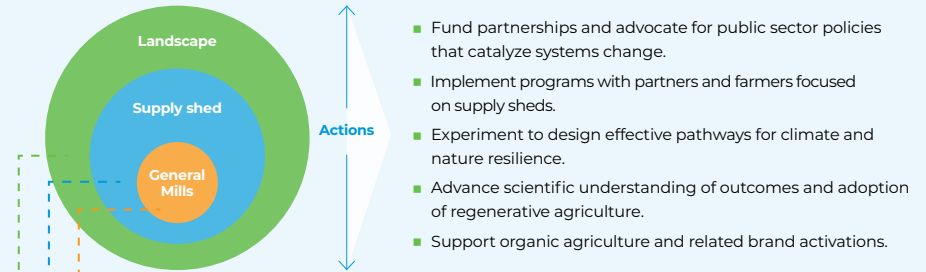 Landscape
Supply shed
General
Mills
Actions
Fund partnerships and advocate for public sector policies
that catalyze systems change.
Implement programs with partners and farmers focused
on supply sheds.
Experiment to design effective pathways for climate and
nature resilience.
Advance scientific understanding of outcomes and adoption
of regenerative agriculture.
Support organic agriculture and related brand activations.